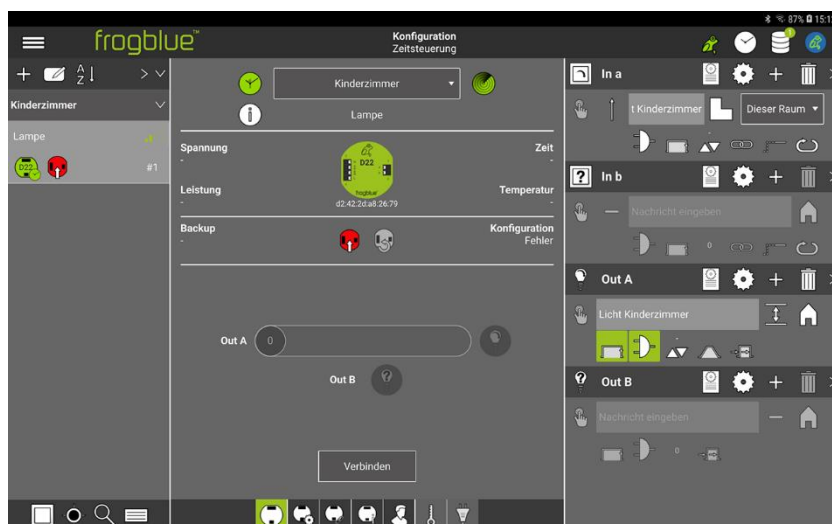 87% 15:1
frogblue™
Konfiguration
Zeitsteuerung
1
A
Z
Kinderzimmer
Lampe
D22
#1
Kinderzimmer
Lampe
Spannung
-
Zeit
-
D22
frogblue
d2:42:2d:a8:26:79
Leistung
-
Temperatur
-
Backup
-
Konfiguration
Fehler
Out A
0
Out B
Verbinden
In a
t Kinderzimmer
Dieser Raum
In b
Nachricht eingeben
0
Out A
Licht Kinderzimmer
Out B
Nachricht eingeben
0